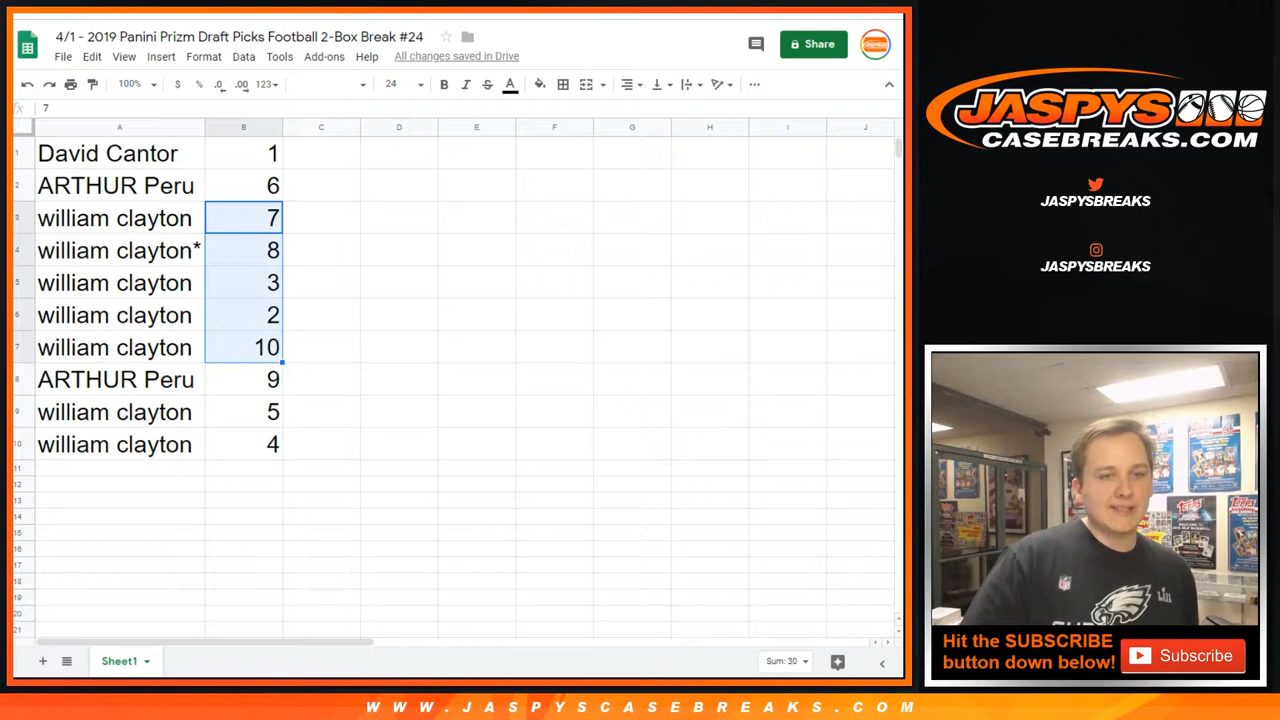 4/1 - 2019 Panini Prizm Draft Picks Football 2-Box Break #24
File Edit View Insert Format Data Tools Add-ons Help All changes saved in Drive
Share
100% $ % .0 .00 123 24 B I S A
fx 7
A B C D E F G H I J
1 David Cantor 1
2 ARTHUR Peru 6
3 william clayton 7
4 william clayton* 8
5 william clayton 3
6 william clayton 2
7 william clayton 10
8 ARTHUR Peru 9
9 william clayton 5
10 william clayton 4
11
12
13
14
15
16
17
18
19
20
21
Sheet1
Sum: 30
JASPYS
CASEBREAKS.COM
JASPYSBREAKS
JASPYSBREAKS
Hit the SUBSCRIBE
button down below!
Subscribe
WWW.JASPYSCASEBREAKS.COM